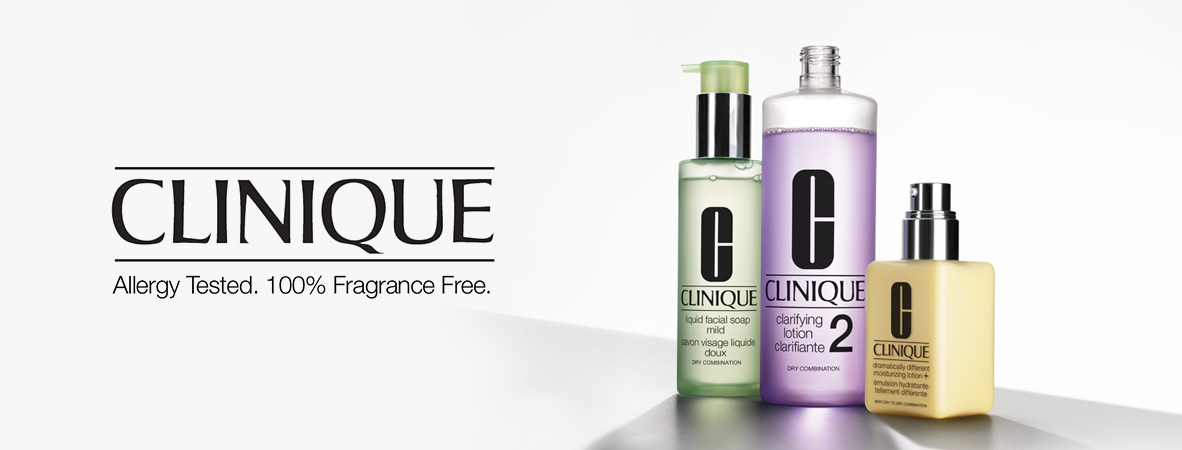 CLINIQUE
Allergy Tested. 100% Fragrance Free.
C
CLINIQUE
liquid facial soap
mild
savon visage liquide
doux
DRY COMBINATION
C
CLINIQUE
clarifying
lotion
clarifiante 2
DRY COMBINATION
C
CLINIQUE
dramatically different
moisturizing lotion+
émulsion hydratante
tellement différente
VERY DRY TO DRY COMBINATION